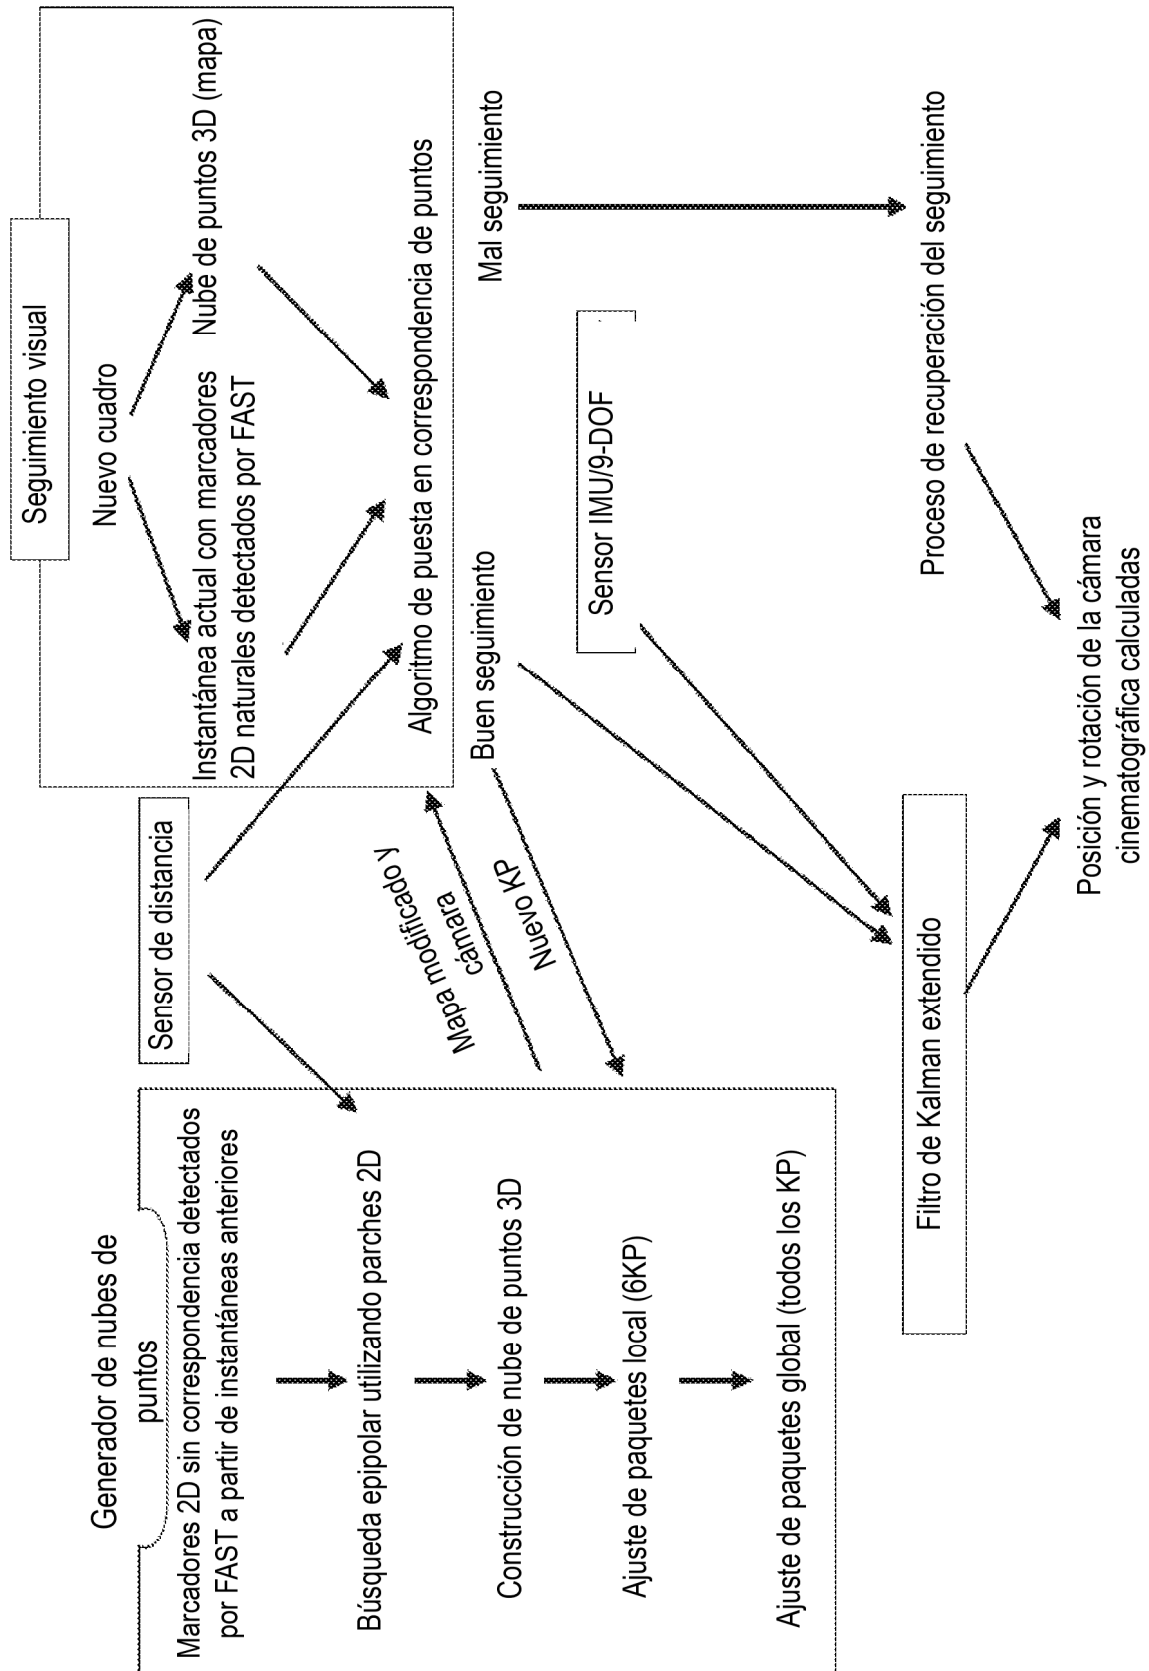 Generador de nubes de
puntos
Marcadores 2D sin correspondencia detectados
por FAST a partir de instantáneas anteriores
Búsqueda epipolar utilizando parches 2D
Construcción de nube de puntos 3D
Ajuste de paquetes local (6KP)
Ajuste de paquetes global (todos los KP)
Sensor de distancia
Mapa modificado y
cámara
Nuevo KP
Seguimiento visual
Nuevo cuadro
Instantánea actual con marcadores
2D naturales detectados por FAST
Nube de puntos 3D (mapa)
Algoritmo de puesta en correspondencia de puntos
Buen seguimiento
Mal seguimiento
Sensor IMU/9-DOF
Filtro de Kalman extendido
Proceso de recuperación del seguimiento
Posición y rotación de la cámara
cinematográfica calculadas